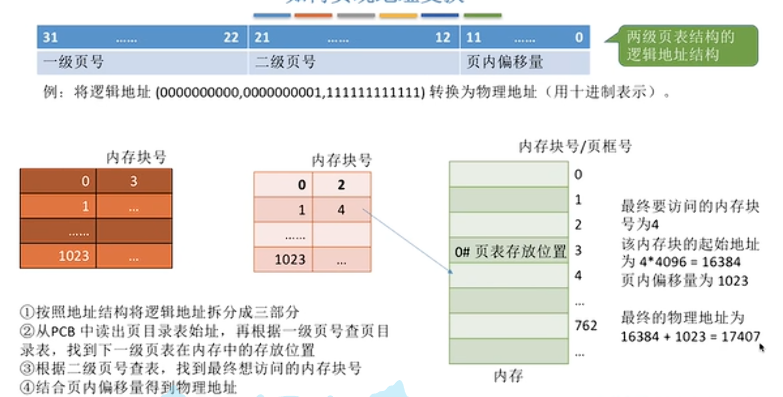 31 …… 22 21 …… 12 11 …… 0
一级页号 二级页号 页内偏移量
两级页表结构的
逻辑地址结构
例：将逻辑地址 (0000000000,0000000001,111111111111) 转换为物理地址（用十进制表示）。
内存块号
0 3
1 …
……
1023 …
内存块号
0 2
1 4
……
1023 …
内存块号/页框号
0
1
2
0# 页表存放位置 3
4
…
762
…
内存
最终要访问的内存块
号为4
该内存块的起始地址
为 4*4096 = 16384
页内偏移量为 1023
最终的物理地址为
16384 + 1023 = 17407
①按照地址结构将逻辑地址拆分成三部分
②从PCB 中读出页目录表始址，再根据一级页号查页目
录表，找到下一级页表在内存中的存放位置
③根据二级页号查表，找到最终想访问的内存块号
④结合页内偏移量得到物理地址